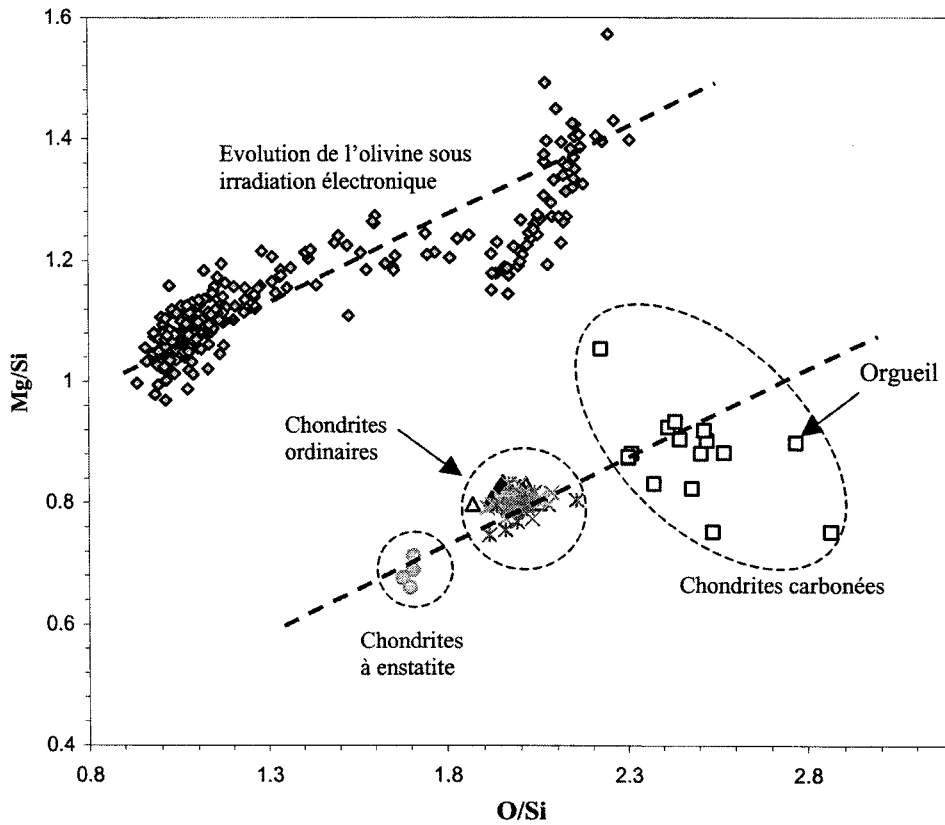 1.6
1.4
1.2
1
0.8
0.6
0.4
Mg/Si
Evolution de l'olivine sous
irradiation électronique
Orgueil
Chondrites
ordinaires
Chondrites carbonées
Chondrites
à enstatite
0.8
1.3
1.8
2.3
2.8
O/Si